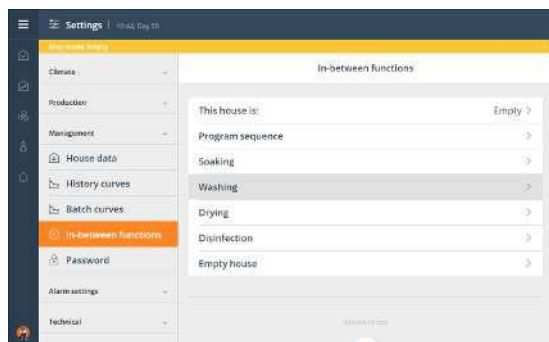 Settings
Climate
Production
Management
House data
History curves
Batch curves
In-between functions
Password
Alarm settings
Technical
In-between functions
This house is: Empty
Program sequence
Soaking
Washing
Drying
Disinfection
Empty house